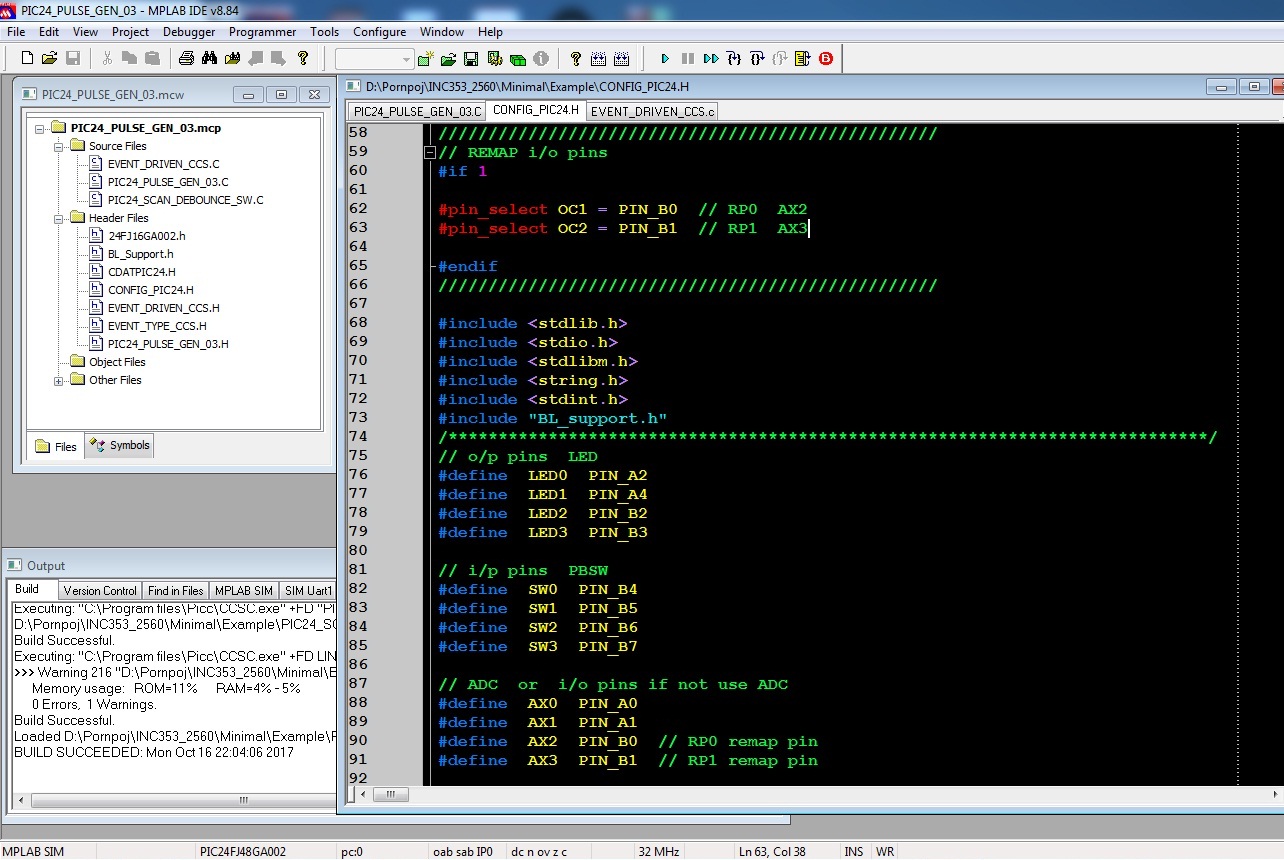 PIC24_PULSE_GEN_03 - MPLAB IDE v8.84
File Edit View Project Debugger Programmer Tools Configure Window Help
PIC24_PULSE_GEN_03.mcw
PIC24_PULSE_GEN_03.mcp
Source Files
EVENT_DRIVEN_CCS.C
PIC24_PULSE_GEN_03.C
PIC24_SCAN_DEBOUNCE_SW.C
Header Files
24FJ16GA002.h
BL_Support.h
CDATPIC24.H
CONFIG_PIC24.H
EVENT_DRIVEN_CCS.H
EVENT_TYPE_CCS.H
PIC24_PULSE_GEN_03.H
Object Files
Other Files
Files Symbols
Output
Build Version Control Find in Files MPLAB SIM SIM Uart1
Executing: "C:\Program files\Picc\CCSC.exe" +FD "PI
D:\Pornpoj\INC353_2560\Minimal\Example\PIC24_SC
Build Successful.
Executing: "C:\Program files\Picc\CCSC.exe" +FD LIN
>>> Warning 216 "D:\Pornpoj\INC353_2560\Minimal\E
Memory usage: ROM=11% RAM=4% - 5%
0 Errors, 1 Warnings.
Build Successful.
Loaded D:\Pornpoj\INC353_2560\Minimal\Example\P
BUILD SUCCEEDED: Mon Oct 16 22:04:06 2017
D:\Pornpoj\INC353_2560\Minimal\Example\CONFIG_PIC24.H
PIC24_PULSE_GEN_03.C CONFIG_PIC24.H EVENT_DRIVEN_CCS.c
58 //////////////////////////////////////////////////
59 // REMAP i/o pins
60 #if 1
61
62 #pin_select OC1 = PIN_B0 // RP0 AX2
63 #pin_select OC2 = PIN_B1 // RP1 AX3
64
65 #endif
66 //////////////////////////////////////////////////
67
68 #include <stdlib.h>
69 #include <stdio.h>
70 #include <stdlibm.h>
71 #include <string.h>
72 #include <stdint.h>
73 #include "BL_support.h"
74 /****************************************************************************/
75 // o/p pins LED
76 #define LED0 PIN_A2
77 #define LED1 PIN_A4
78 #define LED2 PIN_B2
79 #define LED3 PIN_B3
80
81 // i/p pins PBSW
82 #define SW0 PIN_B4
83 #define SW1 PIN_B5
84 #define SW2 PIN_B6
85 #define SW3 PIN_B7
86
87 // ADC or i/o pins if not use ADC
88 #define AX0 PIN_A0
89 #define AX1 PIN_A1
90 #define AX2 PIN_B0 // RP0 remap pin
91 #define AX3 PIN_B1 // RP1 remap pin
92
MPLAB SIM PIC24FJ48GA002 pc:0 oab sab IP0 dc n ov z c 32 MHz Ln 63, Col 38 INS WR